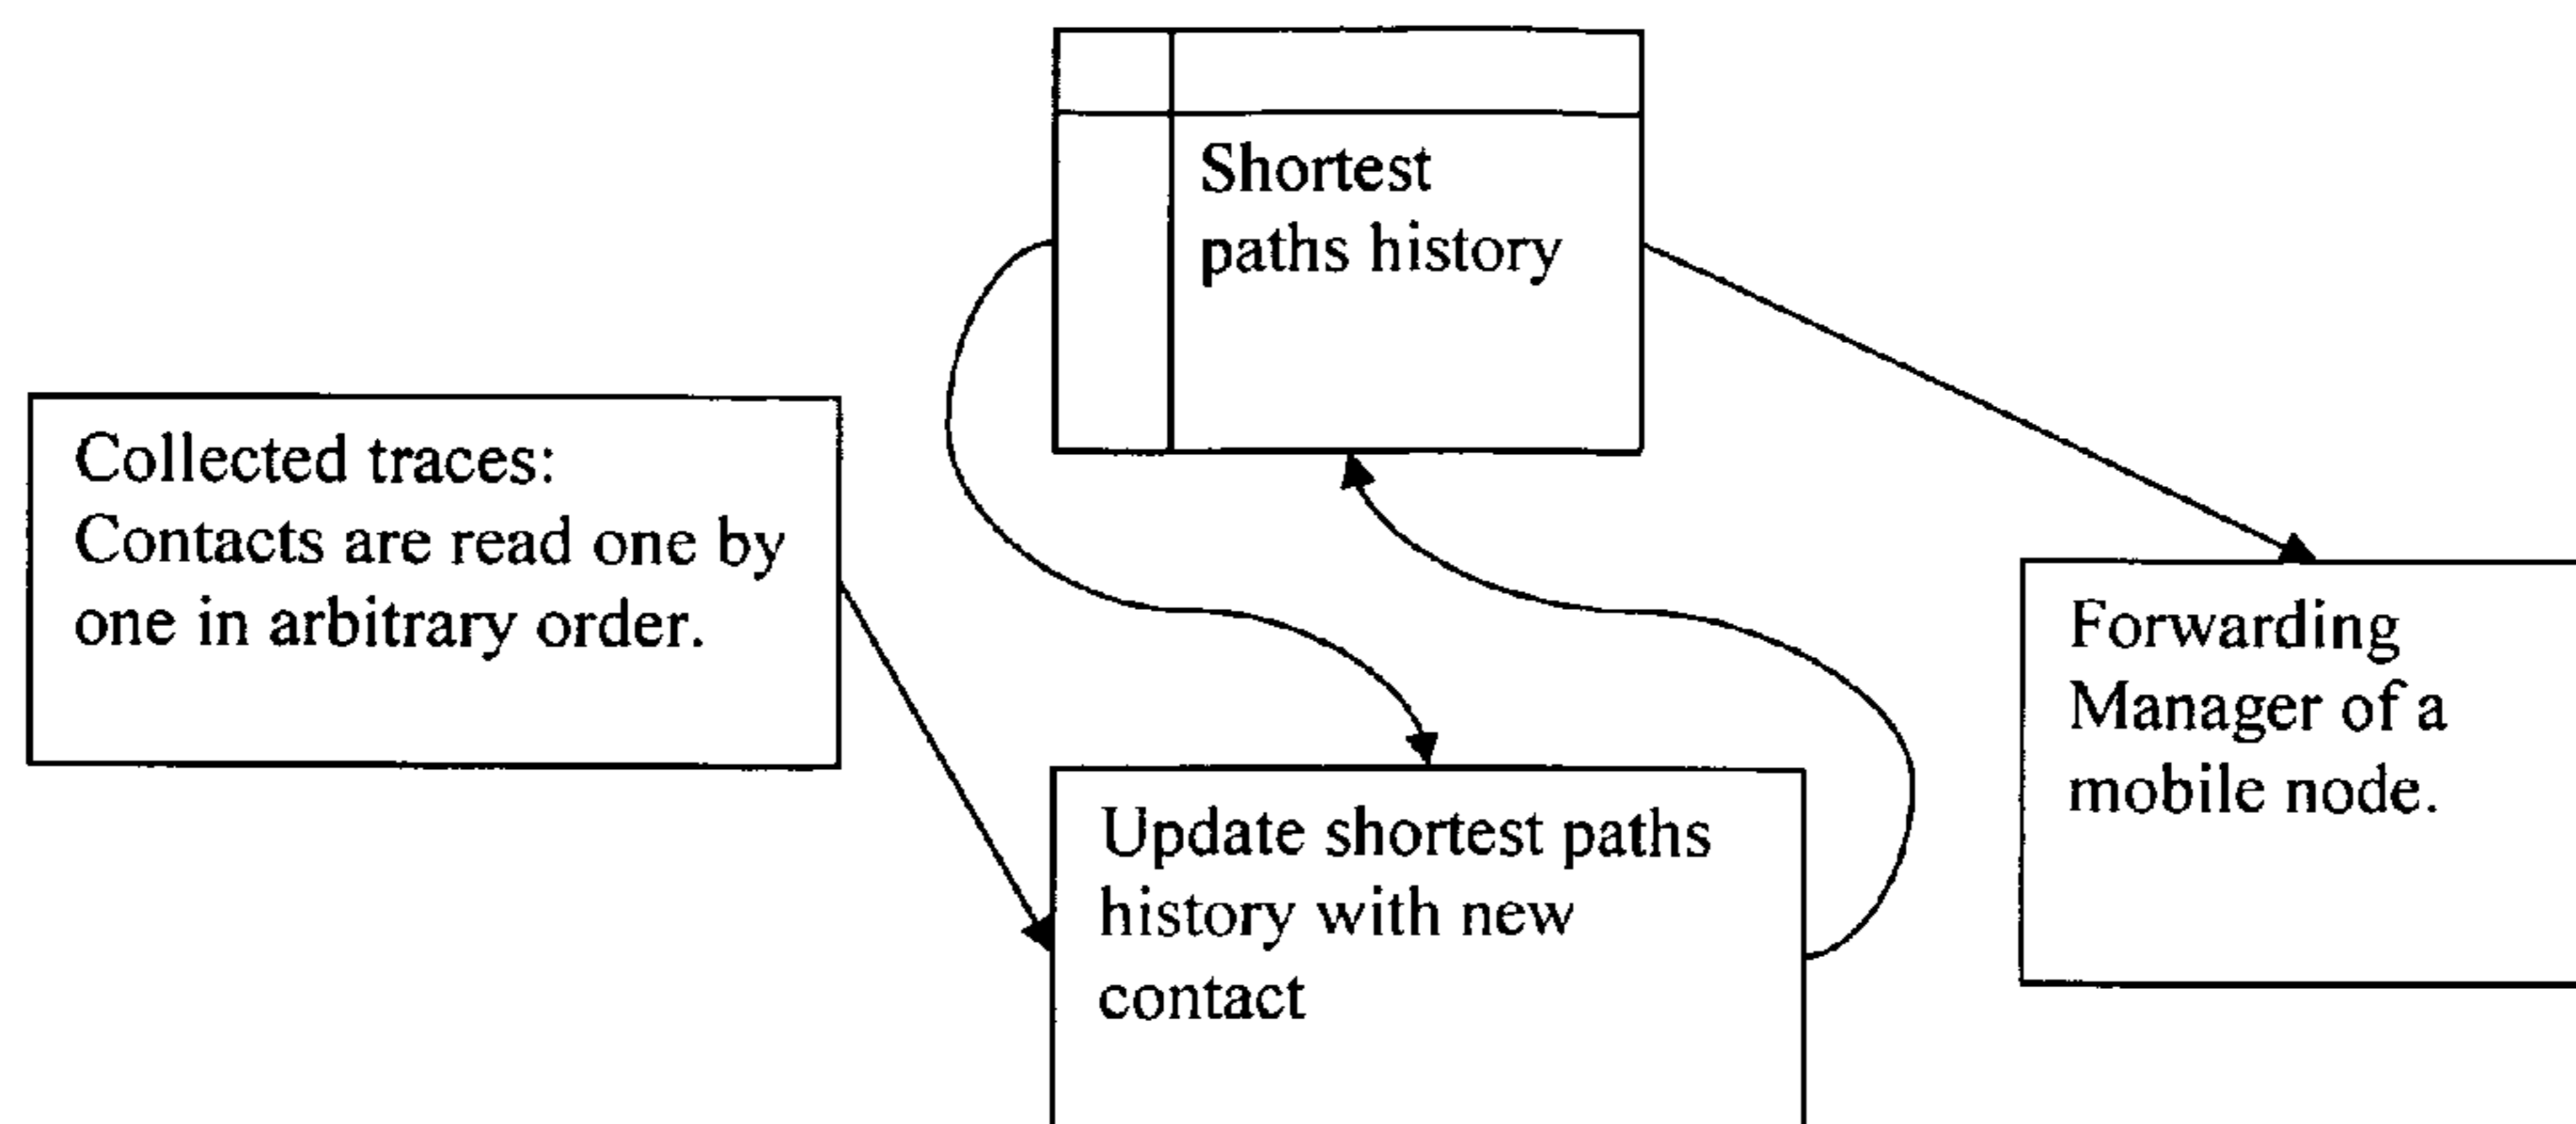 Shortest
paths history
Collected traces:
Contacts are read one by
one in arbitrary order.
Forwarding
Manager of a
mobile node.
Update shortest paths
history with new
contact